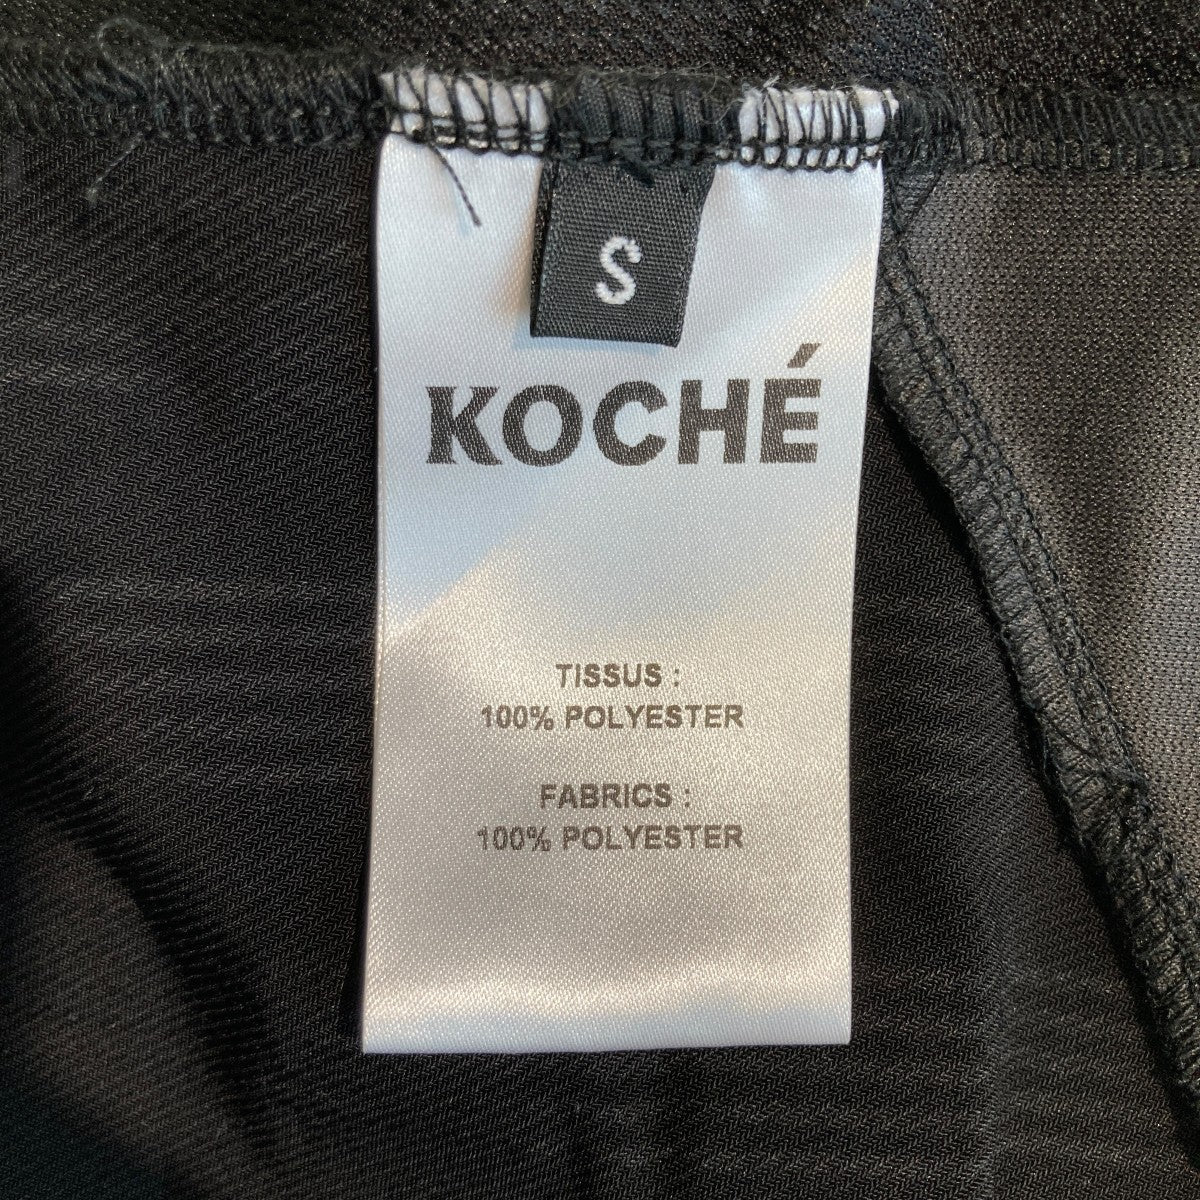 S
KOCHÉ
TISSUS :
100% POLYESTER
FABRICS :
100% POLYESTER